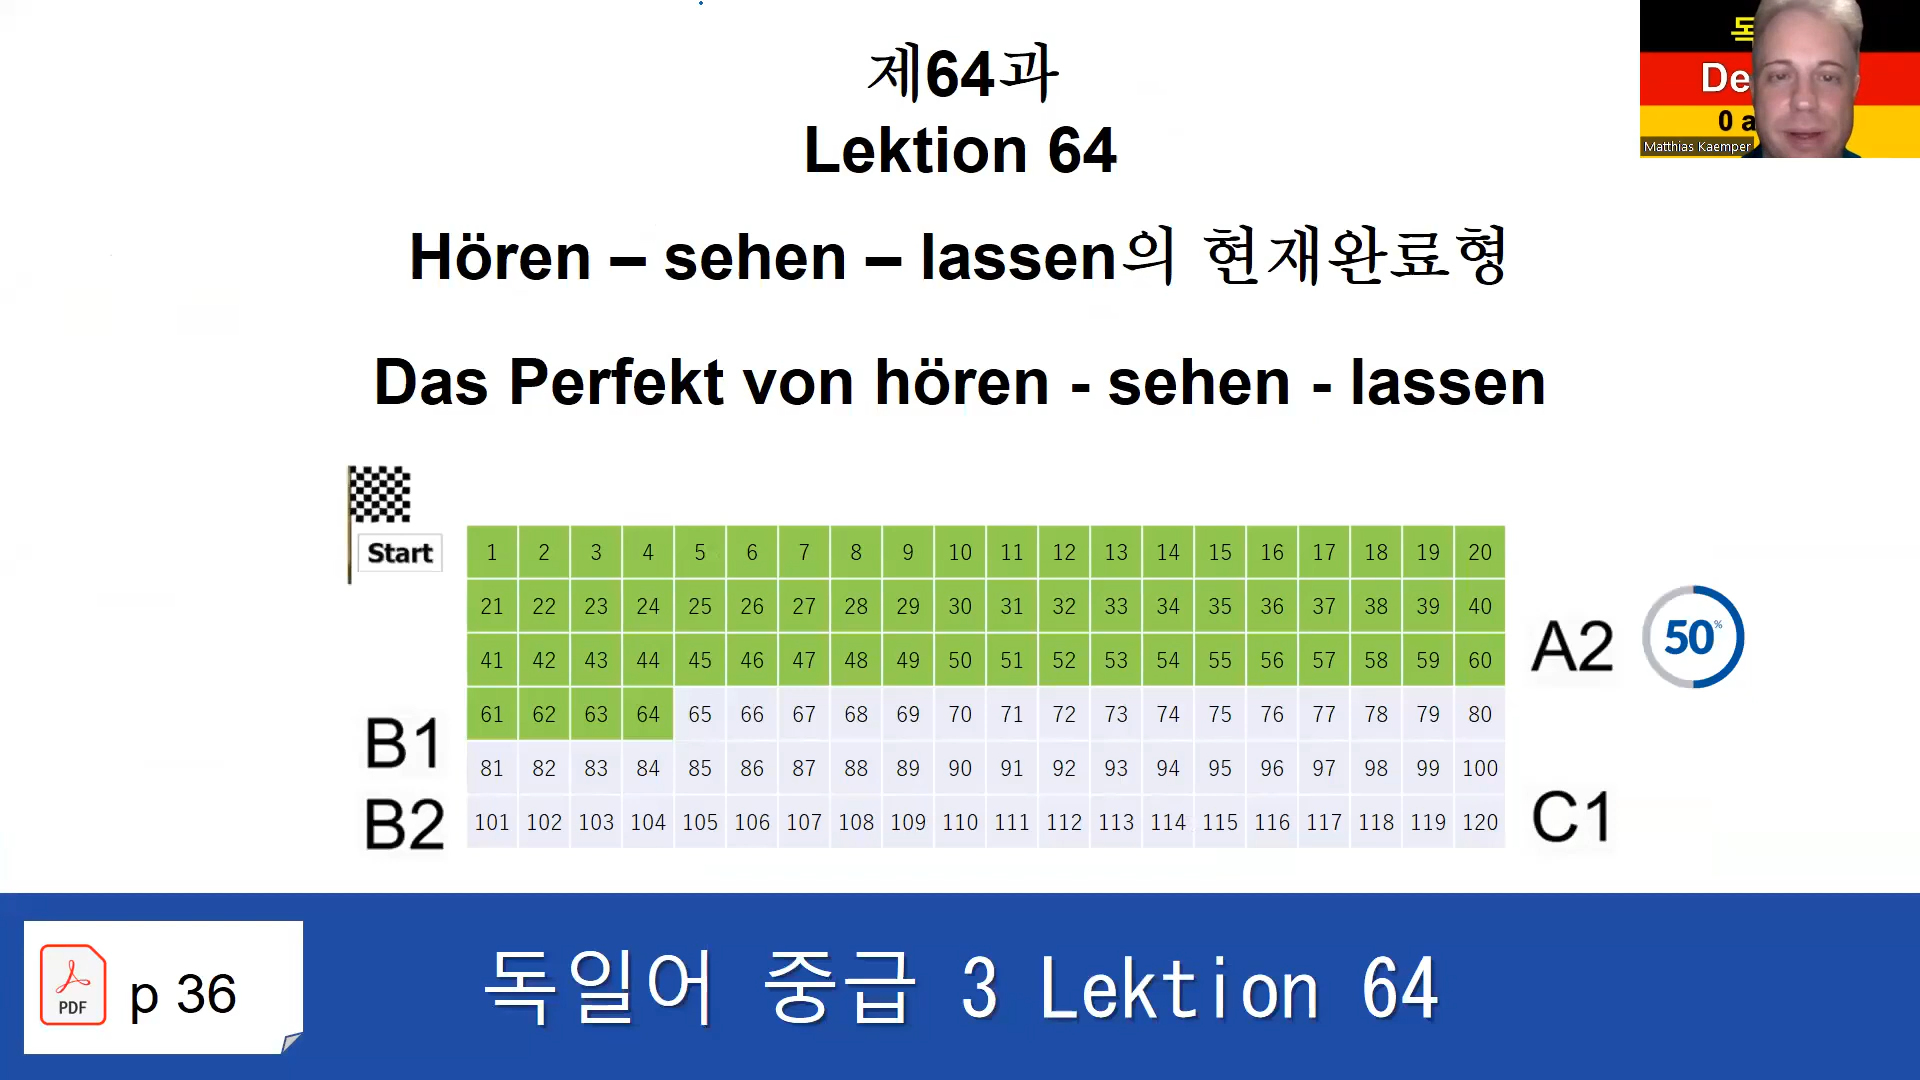 제64과
Lektion 64
Hören – sehen – lassen의 현재완료형
Das Perfekt von hören - sehen - lassen
독
De
0 a
Matthias Kaemper
Start
1 2 3 4 5 6 7 8 9 10 11 12 13 14 15 16 17 18 19 20
21 22 23 24 25 26 27 28 29 30 31 32 33 34 35 36 37 38 39 40
41 42 43 44 45 46 47 48 49 50 51 52 53 54 55 56 57 58 59 60
A2
50%
61 62 63 64 65 66 67 68 69 70 71 72 73 74 75 76 77 78 79 80
B1
81 82 83 84 85 86 87 88 89 90 91 92 93 94 95 96 97 98 99 100
B2
101 102 103 104 105 106 107 108 109 110 111 112 113 114 115 116 117 118 119 120
C1
PDF
p 36
독일어 중급 3 Lektion 64